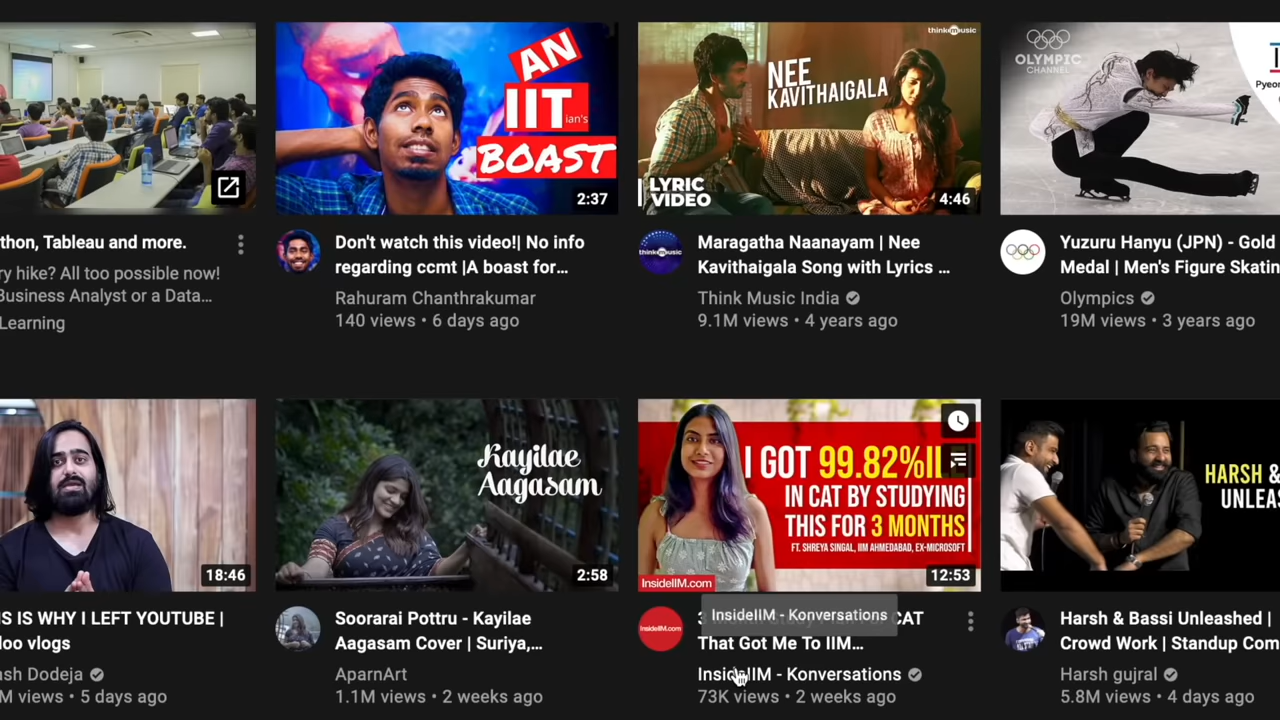 AN
IIT ian's
BOAST
2:37
thinkmusic
NEE
KAVITHAIGALA
LYRIC
VIDEO
4:46
OLYMPIC
CHANNEL
Pyeon
thon, Tableau and more.
ry hike? All too possible now!
Business Analyst or a Data...
Learning
Don't watch this video!| No info
regarding ccmt |A boast for...
Rahuram Chanthrakumar
140 views • 6 days ago
thinkmusic
Maragatha Naanayam | Nee
Kavithaigala Song with Lyrics ...
Think Music India
9.1M views • 4 years ago
Yuzuru Hanyu (JPN) - Gold
Medal | Men's Figure Skatin
Olympics
19M views • 3 years ago
18:46
Kayilae
Aagasam
2:58
I GOT 99.82%IL
IN CAT BY STUDYING
THIS FOR 3 MONTHS
FT. SHREYA SINGAL, IIM AHMEDABAD, EX-MICROSOFT
InsideIIM.com
12:53
HARSH &
UNLEAS
IS IS WHY I LEFT YOUTUBE |
loo vlogs
ash Dodeja
M views • 5 days ago
Soorarai Pottru - Kayilae
Aagasam Cover | Suriya,...
AparnArt
1.1M views • 2 weeks ago
InsideIIM.com
InsideIIM - Konversations
3 CAT
That Got Me To IIM...
InsideIIM - Konversations
73K views • 2 weeks ago
Harsh & Bassi Unleashed |
Crowd Work | Standup Com
Harsh gujral
5.8M views • 4 days ago